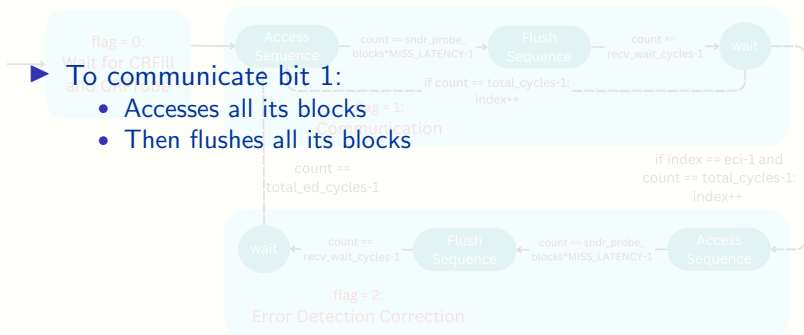 flag = 0:
Wait for CRFill
and CRProbe
Access
Sequence
count == sndr_probe_
blocks*MISS_LATENCY-1
Flush
Sequence
count ==
recv_wait_cycles-1
wait
if count == total_cycles-1:
index++
flag = 1:
Communication
To communicate bit 1:
Accesses all its blocks
Then flushes all its blocks
count ==
total_ed_cycles-1
if index == eci-1 and
count == total_cycles-1:
index++
wait
count ==
recv_wait_cycles-1
Flush
Sequence
count == sndr_probe_
blocks*MISS_LATENCY-1
Access
Sequence
flag = 2:
Error Detection Correction